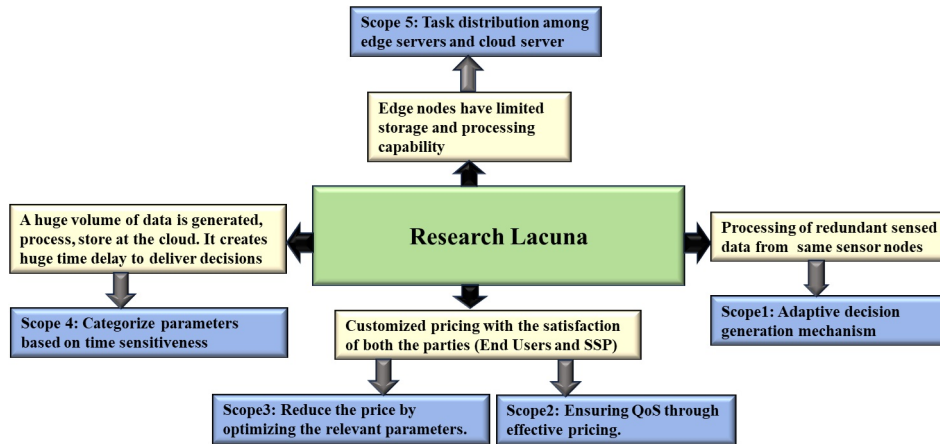 Scope 5: Task distribution among
edge servers and cloud server
Edge nodes have limited
storage and processing
capability
A huge volume of data is generated,
process, store at the cloud. It creates
huge time delay to deliver decisions
Research Lacuna
Processing of redundant sensed
data from same sensor nodes
Scope 4: Categorize parameters
based on time sensitiveness
Customized pricing with the satisfaction
of both the parties (End Users and SSP)
Scope1: Adaptive decision
generation mechanism
Scope3: Reduce the price by
optimizing the relevant parameters.
Scope2: Ensuring QoS through
effective pricing.